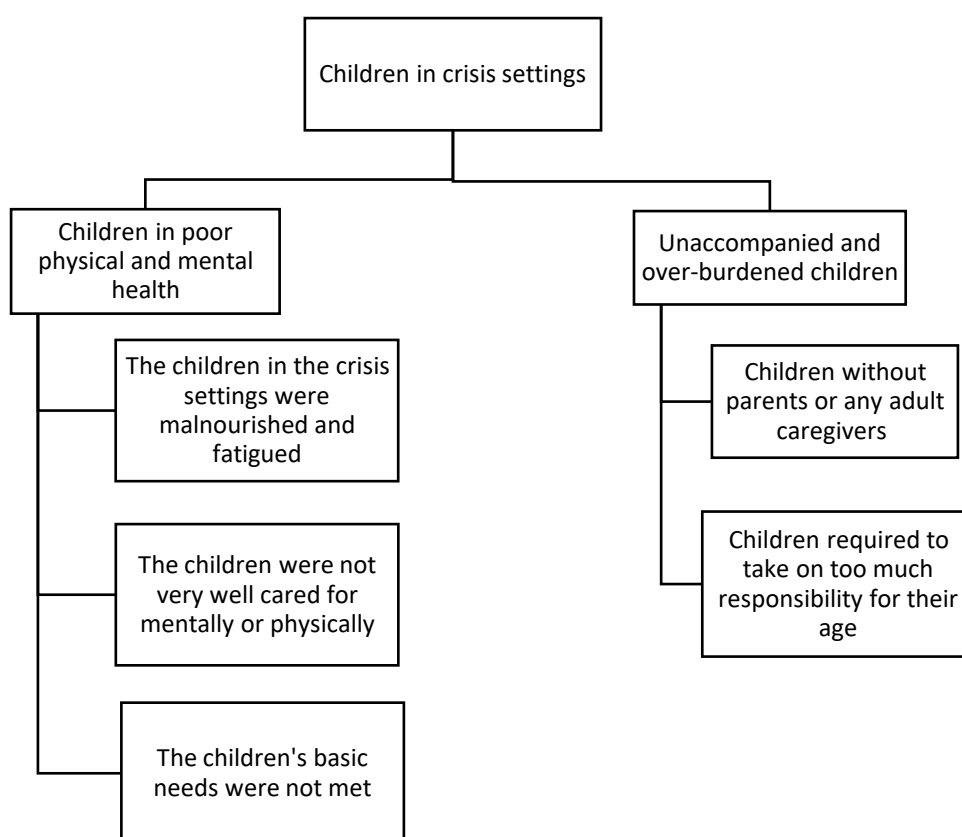 Children in crisis settings
Children in poor
physical and mental
health
The children in the crisis
settings were
malnourished and
fatigued
The children were not
very well cared for
mentally or physically
The children's basic
needs were not met
Unaccompanied and
over-burdened children
Children without
parents or any adult
caregivers
Children required to
take on too much
responsibility for their
age